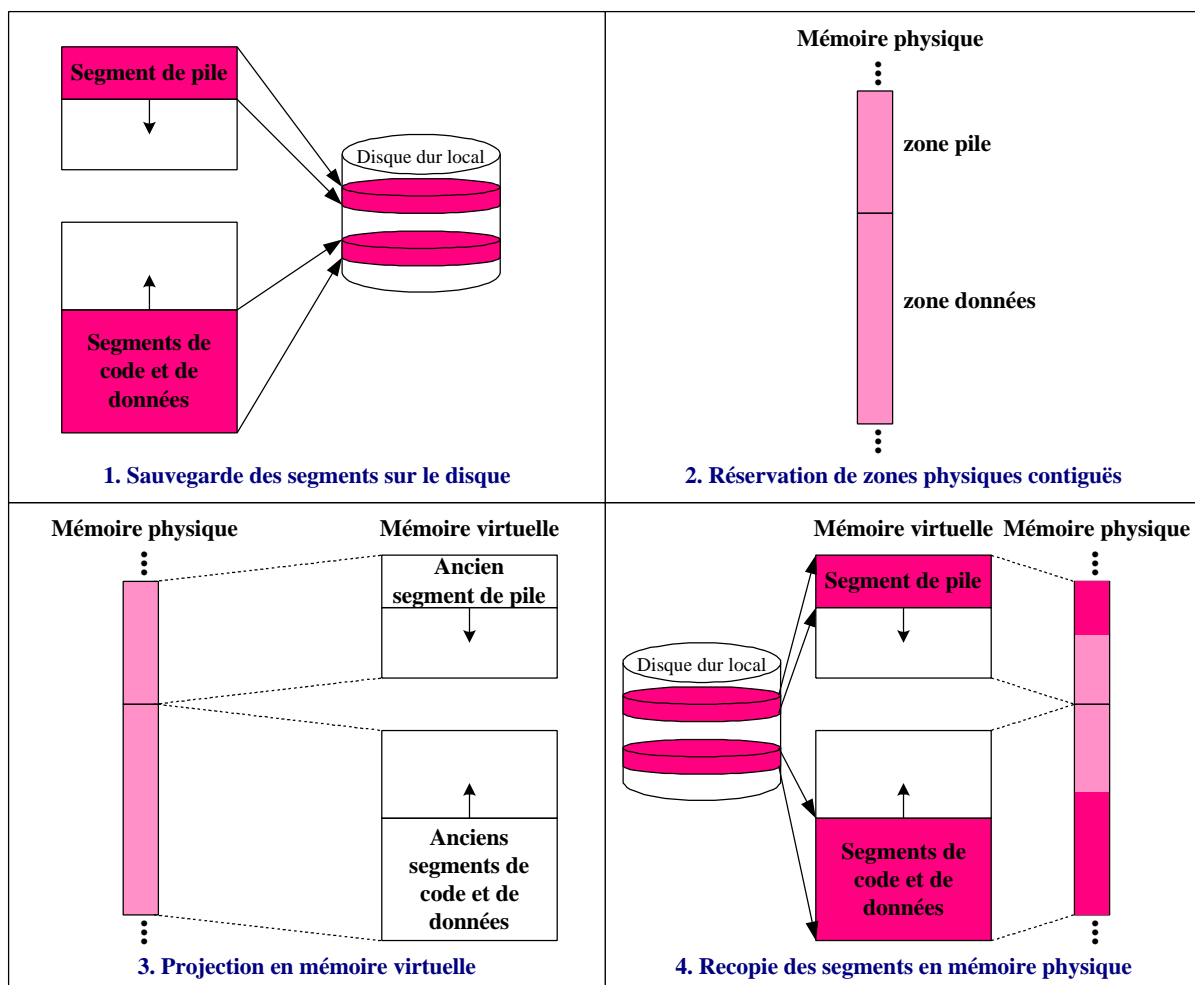 Segment de pile
Disque dur local
Segments de
code et de
données
1. Sauvegarde des segments sur le disque
Mémoire physique
zone pile
zone données
2. Réservation de zones physiques contiguës
Mémoire physique
Mémoire virtuelle
Ancien
segment de pile
Anciens
segments de
code et de
données
3. Projection en mémoire virtuelle
Mémoire virtuelle
Mémoire physique
Segment de pile
Disque dur local
Segments de
code et de
données
4. Recopie des segments en mémoire physique